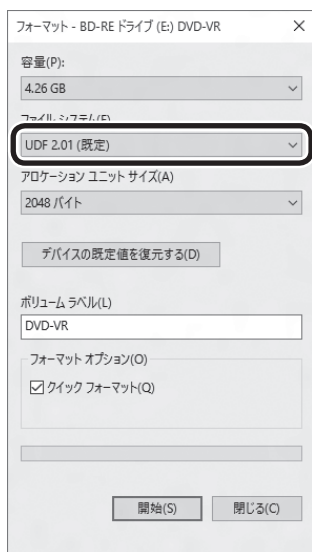 フォーマット - BD-RE ドライブ (E:) DVD-VR
容量(P):
4.26 GB
ファイル システム(F)
UDF 2.01 (既定)
アロケーション ユニット サイズ(A)
2048 バイト
デバイスの既定値を復元する(D)
ボリューム ラベル(L)
DVD-VR
フォーマット オプション(O)
クイック フォーマット(Q)
開始(S)
閉じる(C)